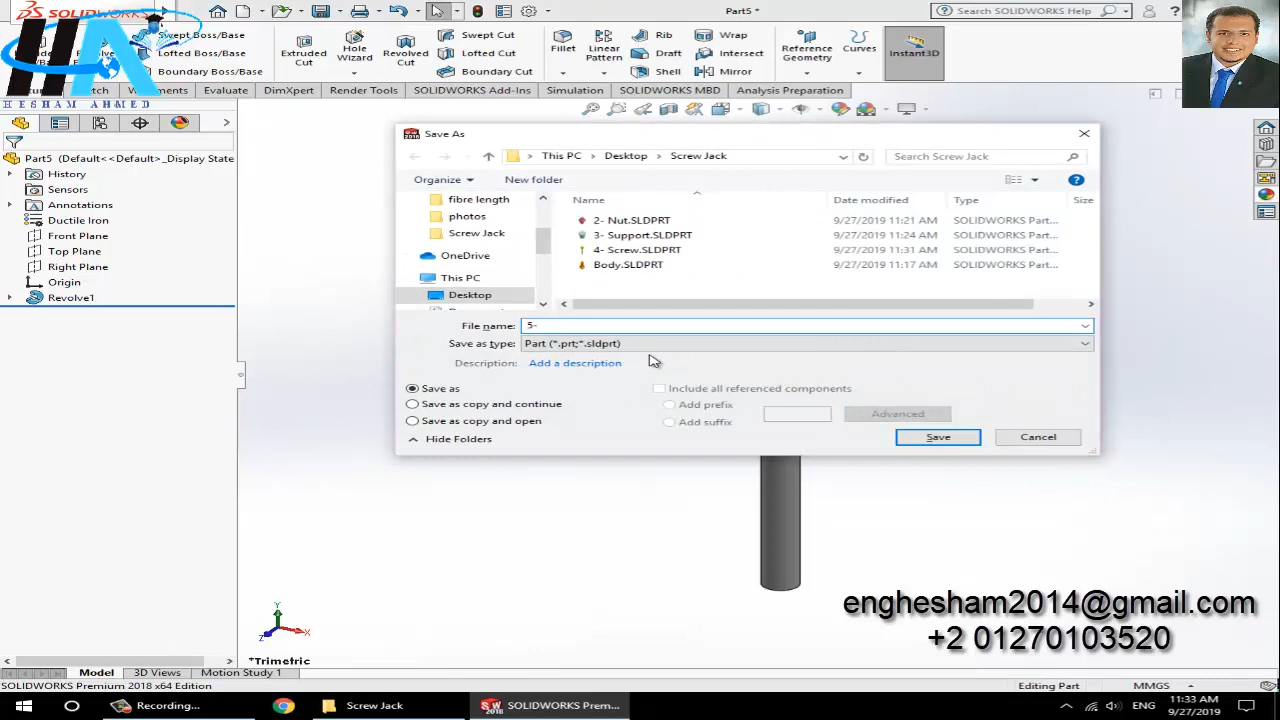 SOLIDWORKS
Part5 *
Search SOLIDWORKS Help
Swept Boss/Base
Lofted Boss/Base
Boundary Boss/Base
Extruded Cut
Hole Wizard
Revolved Cut
Swept Cut
Lofted Cut
Boundary Cut
Fillet
Linear Pattern
Rib
Draft
Shell
Wrap
Intersect
Mirror
Reference Geometry
Curves
Instant3D
HA
HESHAM AHMED
Evaluate
DimXpert
Render Tools
SOLIDWORKS Add-Ins
Simulation
SOLIDWORKS MBD
Analysis Preparation
Part5 (Default<<Default>_Display State
History
Sensors
Annotations
Ductile Iron
Front Plane
Top Plane
Right Plane
Origin
Revolve1
Save As
This PC > Desktop > Screw Jack
Search Screw Jack
Organize
New folder
fibre length
photos
Screw Jack
OneDrive
This PC
Desktop
Name
Date modified
Type
Size
2- Nut.SLDPRT 9/27/2019 11:21 AM SOLIDWORKS Part...
3- Support.SLDPRT 9/27/2019 11:24 AM SOLIDWORKS Part...
4- Screw.SLDPRT 9/27/2019 11:31 AM SOLIDWORKS Part...
Body.SLDPRT 9/27/2019 11:17 AM SOLIDWORKS Part...
File name: 5-
Save as type: Part (*.prt;*.sldprt)
Description: Add a description
Save as
Save as copy and continue
Save as copy and open
Include all referenced components
Add prefix
Add suffix
Advanced
Hide Folders
Save
Cancel
enghesham2014@gmail.com
+2 01270103520
Y
X
Z
*Trimetric
Model
3D Views
Motion Study 1
SOLIDWORKS Premium 2018 x64 Edition
Editing Part
MMGS
Recording...
Screw Jack
SOLIDWORKS Prem...
ENG
11:33 AM
9/27/2019